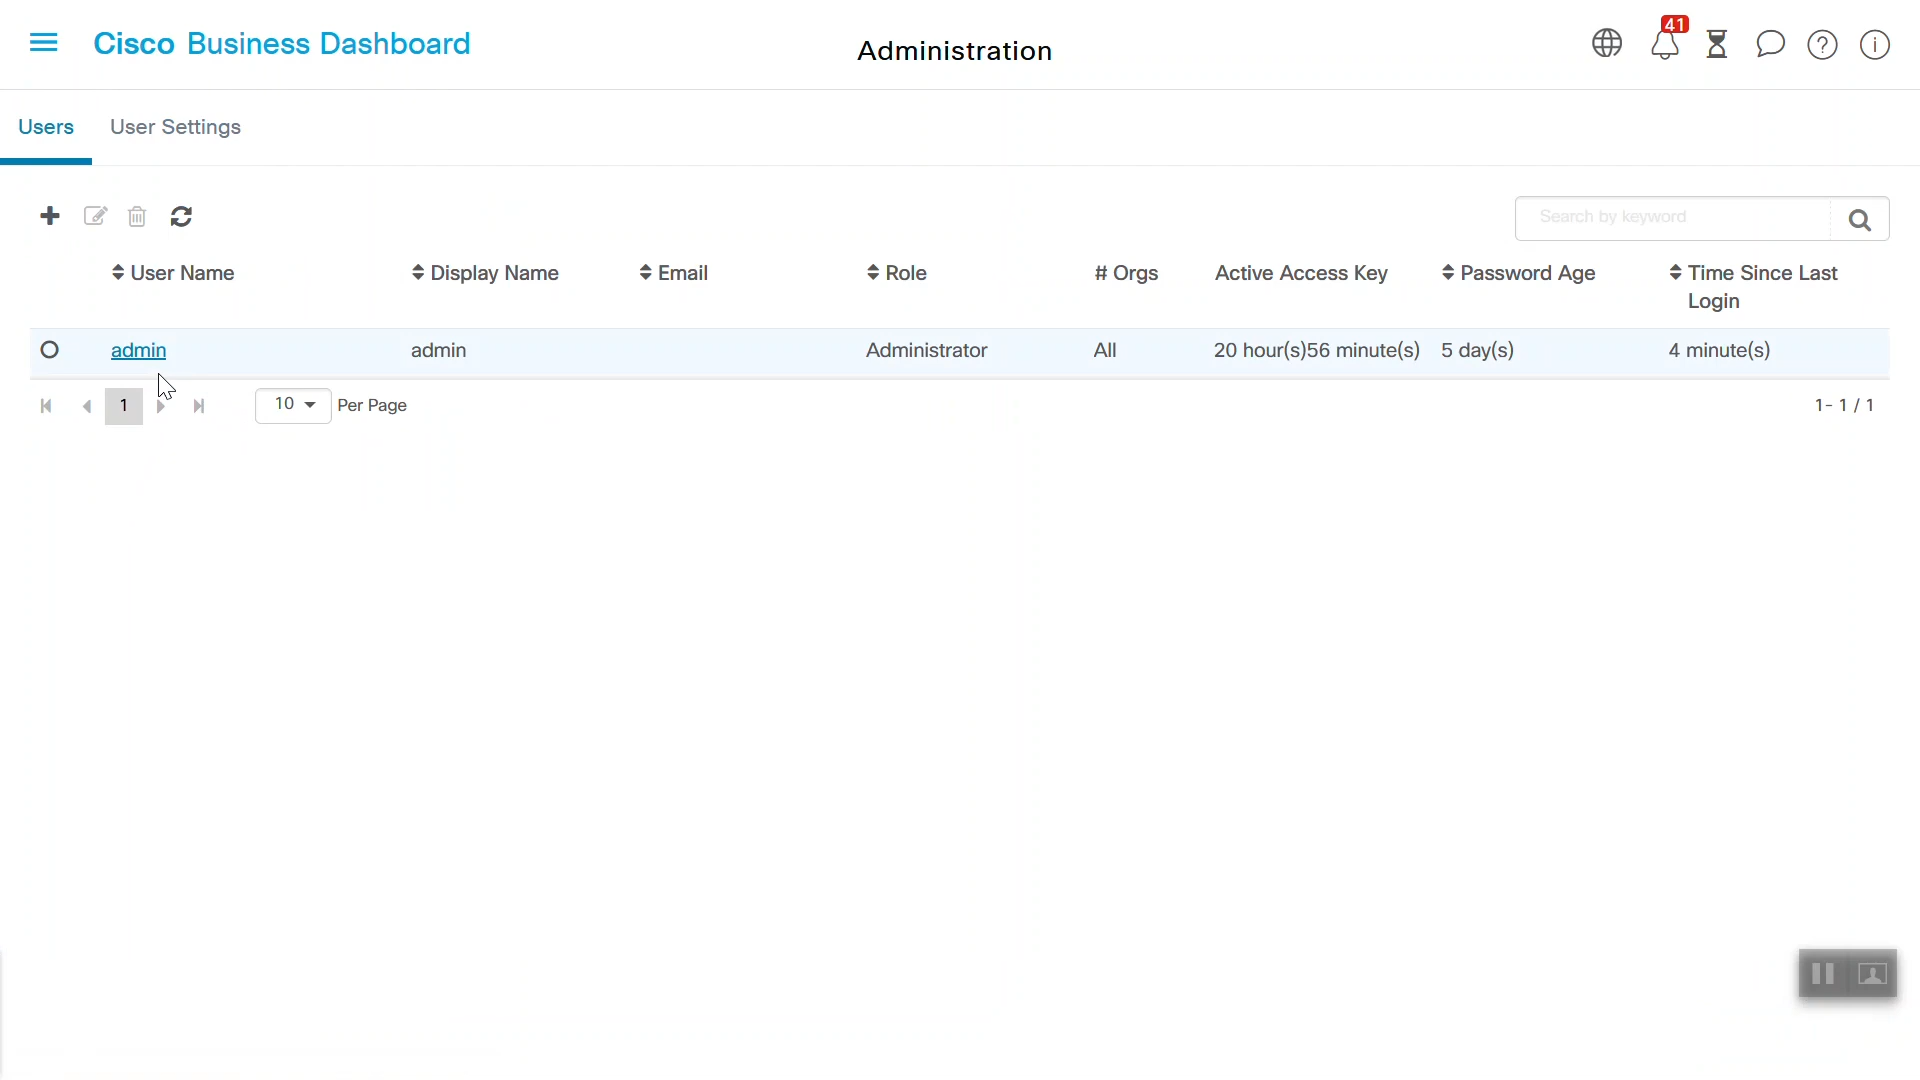 Cisco Business Dashboard
Administration
41
Users User Settings
Search by keyword
User Name Display Name Email Role # Orgs Active Access Key Password Age Time Since Last
Login
admin admin Administrator All 20 hour(s)56 minute(s) 5 day(s) 4 minute(s)
1 10 Per Page 1- 1 / 1